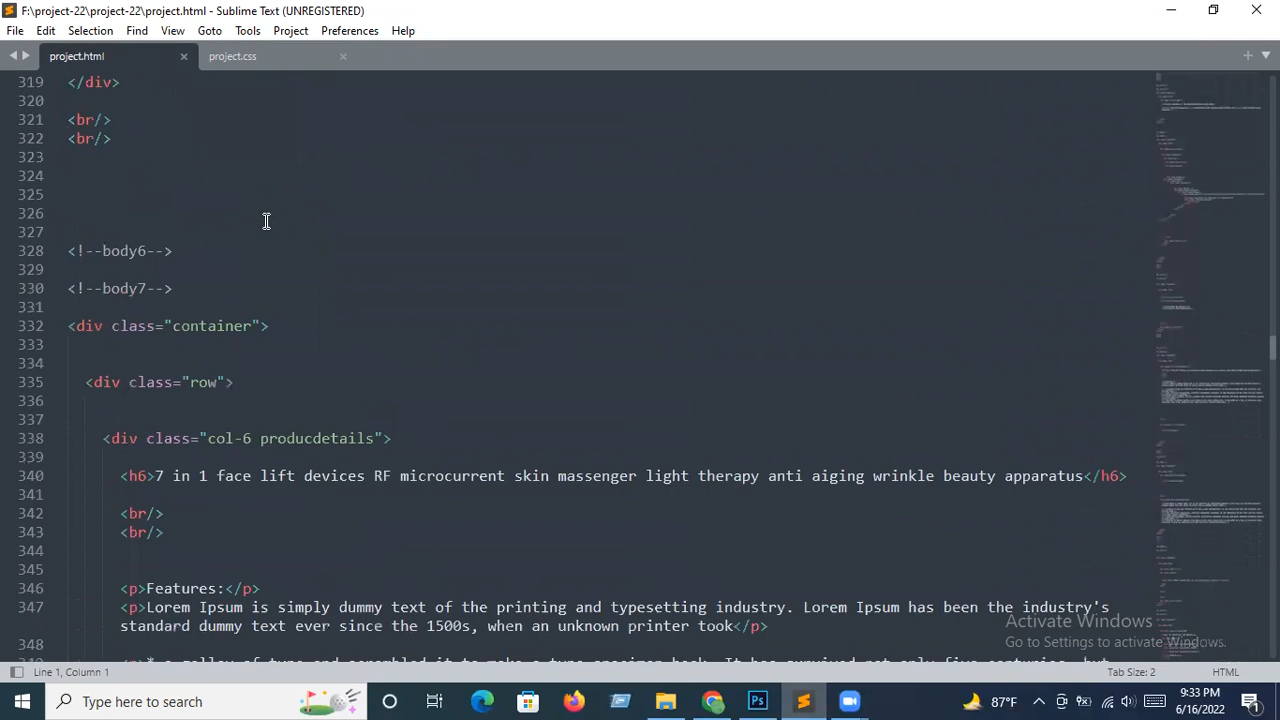 F:\project-22\project-22\project.html - Sublime Text (UNREGISTERED)
File Edit Selection Find View Goto Tools Project Preferences Help
project.html project.css
319 </div>
320
321 <br/>
322 <br/>
323
324
325
326
327
328 <!--body6-->
329
330 <!--body7-->
331
332 <div class="container">
333
334
335 <div class="row">
336
337
338 <div class="col-6 producdetails">
339
340 <h6>7 in 1 face lift devices RF microcurrent skin massenger light therapy anti aiging wrinkle beauty apparatus</h6>
341
342 <br/>
343 <br/>
344
345
346 <p>Features:</p>
347 <p>Lorem Ipsum is simply dummy text of the printing and typesetting industry. Lorem Ipsum has been the industry's
standard dummy text ever since the 1500s, when an unknown printer took</p>
348
Activate Windows
Go to Settings to activate Windows.
Line 1, Column 1 Tab Size: 2 HTML
Type here to search
87°F
9:33 PM
6/16/2022